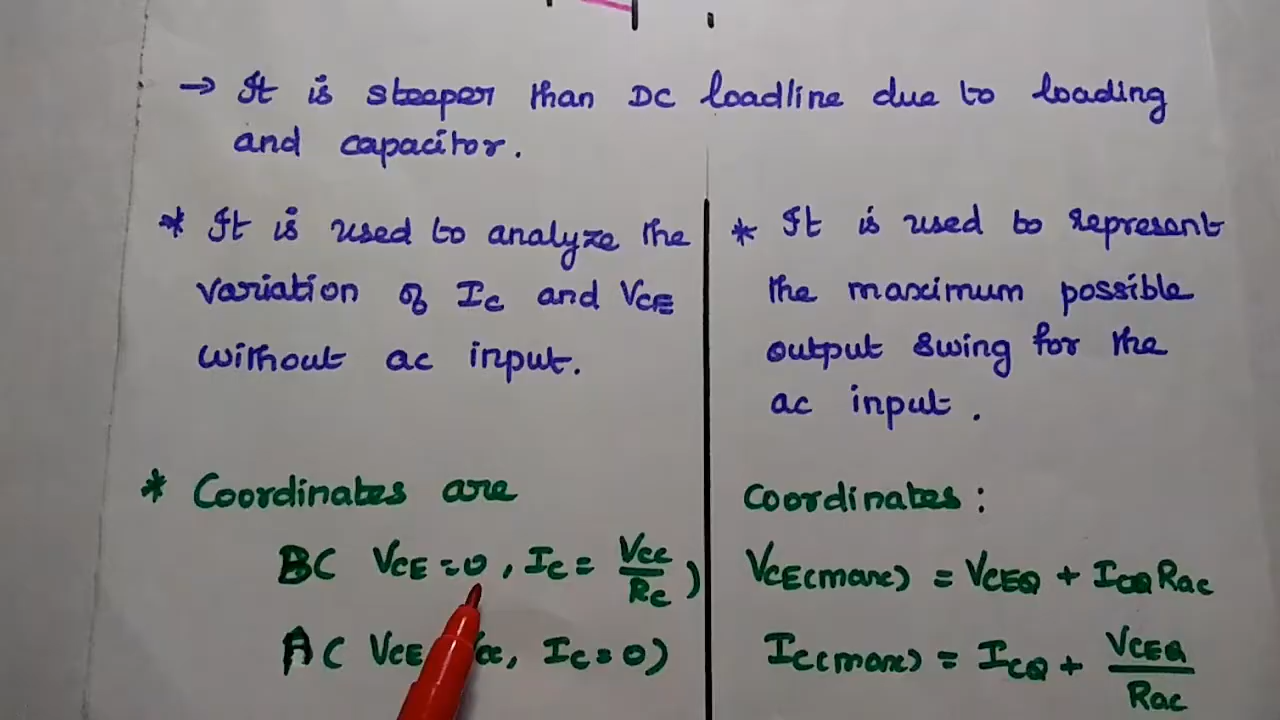 → It is steeper than DC loadline due to loading
and capacitor.
* It is used to analyze the
variation of IC and VCE
without ac input.
* Coordinates are
B( VCE=0, IC = VCC/RC )
A( VCE VCC, IC=0)
* It is used to represent
the maximum possible
output swing for the
ac input.
Coordinates:
VCE(max) = VCEQ + ICQ Rac
IC(max) = ICQ + VCEQ/Rac